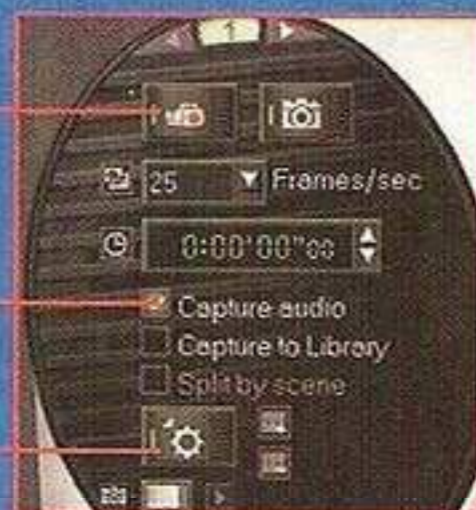 1
25 Frames/sec
0:00'00"00
Capture audio
Capture to Library
Split by scene